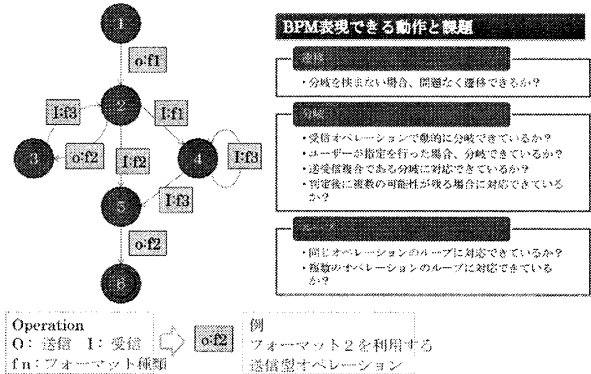 1
o:f1
2
I:f3
I:f1
3
o:f2
I:f2
4
I:f3
5
I:f3
o:f2
6
BPM表現できる動作と課題
遷移
・分岐を挟まない場合、問題なく遷移できるか?
分岐
・受信オペレーションで動的に分岐できているか?
・ユーザーが指定を行った場合、分岐できているか?
・送受信複合である分岐に対応できているか?
・判定後に複数の可能性が残る場合に対応できている
か?
ループ
・同じオペレーションのループに対応できているか?
・複数のオペレーションのループに対応できている
か?
Operation
O: 送信 I: 受信
fn:フォーマット種類
o:f2
例
フォーマット2を利用する
送信型オペレーション